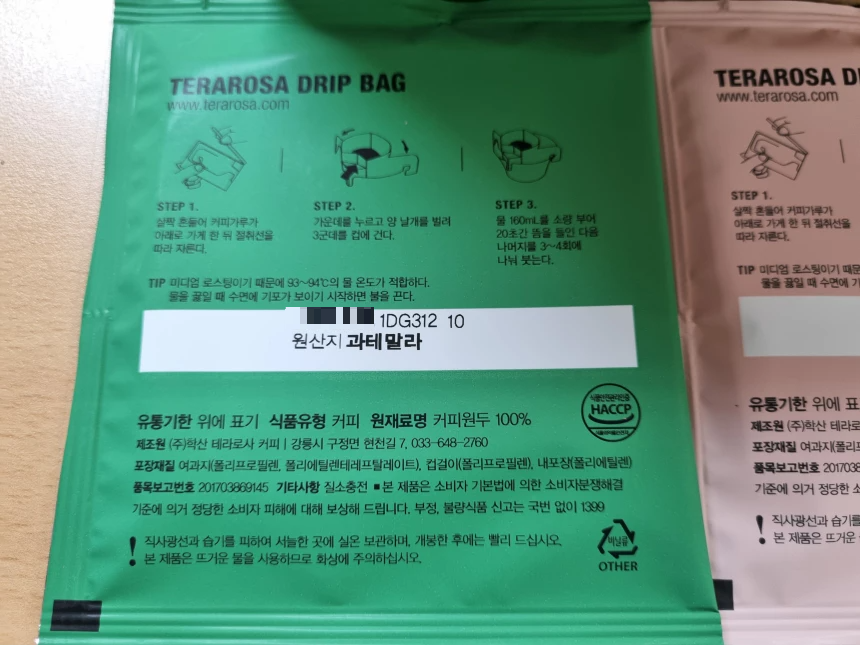 TERAROSA DRIP BAG
www.terarosa.com
STEP 1.
살짝 흔들어 커피가루가
아래로 가게 한 뒤 절취선을
따라 자른다.
STEP 2.
가운데를 누르고 양 날개를 벌려
3군데를 컵에 건다.
STEP 3.
물 160mL를 소량 부어
20초간 뜸을 들인 다음
나머지를 3~4회에
나눠 붓는다.
TIP 미디엄 로스팅이기 때문에 93~94℃의 물 온도가 적합하다.
물을 끓일 때 수면에 기포가 보이기 시작하면 불을 끈다.
1DG312 10
원산지 과테말라
유통기한 위에 표기 식품유형 커피 원재료명 커피원두 100%
제조원 (주)학산 테라로사 커피 | 강릉시 구정면 현천길 7, 033-648-2760
포장재질 여과지(폴리프로필렌, 폴리에틸렌테레프탈레이트), 컵걸이(폴리프로필렌), 내포장(폴리에틸렌)
품목보고번호 201703869145 기타사항 질소충전 ■본 제품은 소비자 기본법에 의한 소비자분쟁해결
기준에 의거 정당한 소비자 피해에 대해 보상해 드립니다. 부정, 불량식품 신고는 국번 없이 1399
! 직사광선과 습기를 피하여 서늘한 곳에 실온 보관하며, 개봉한 후에는 빨리 드십시오.
본 제품은 뜨거운 물을 사용하므로 화상에 주의하십시오.
HACCP
비닐류
OTHER
TERAROSA
www.terarosa.com
STEP 1.
살짝 흔들어 커피가루가
아래로 가게 한 뒤 절취선을
따라 자른다.
TIP 미디엄 로스팅이기 때문에
물을 끓일 때 수면에
유통기한 위에 표기
제조원 (주)학산
포장재질
품목보고번호
기준에 의거 정당한
! 직사광선과 습기를
본 제품은 뜨거운